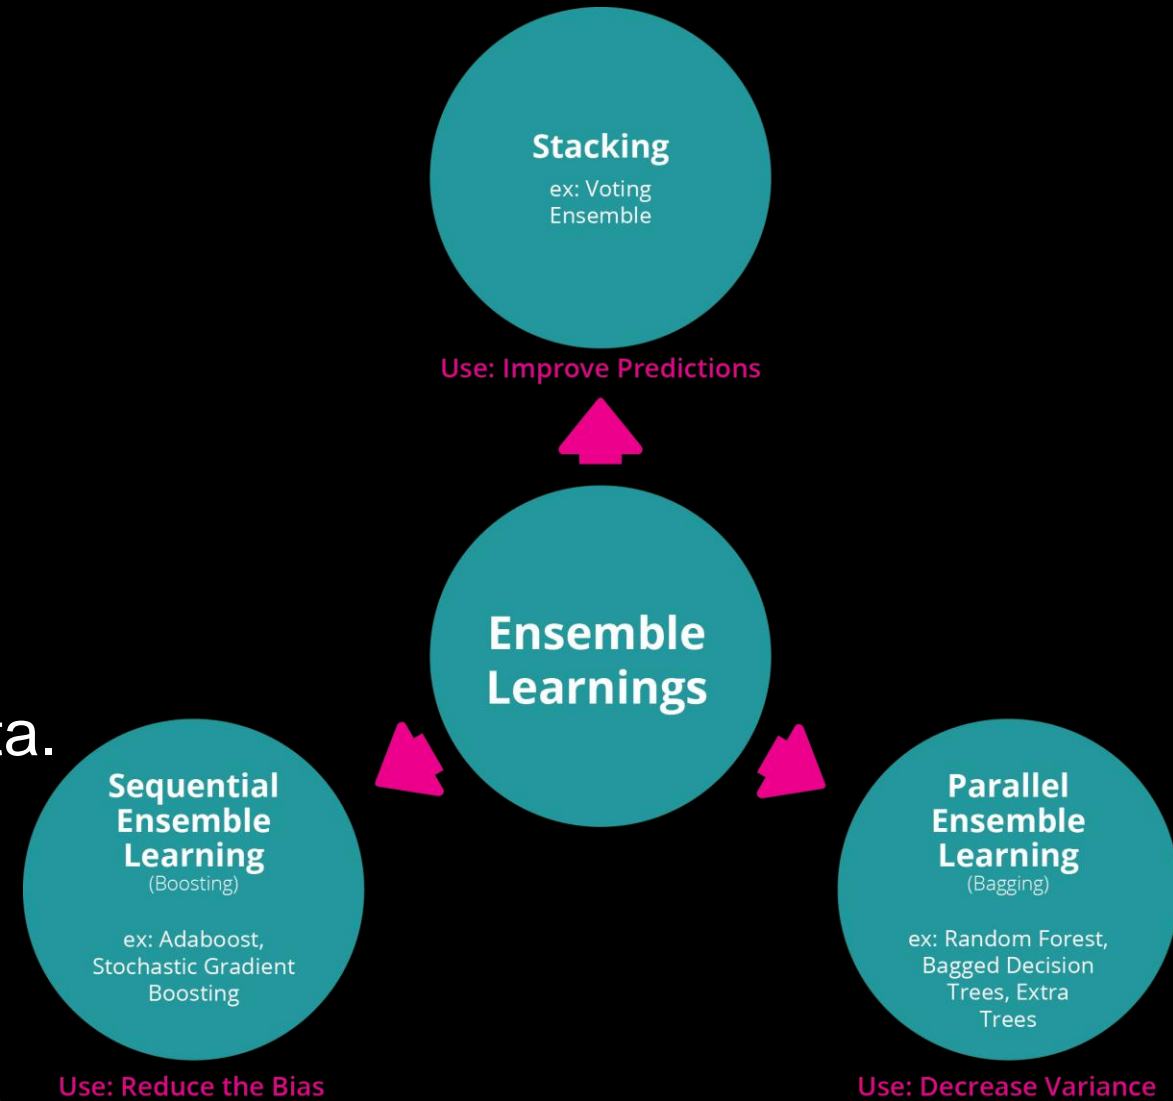 Stacking
ex: Voting
Ensemble
Use: Improve Predictions
Ensemble
Learnings
ta.
Sequential
Ensemble
Learning
(Boosting)
ex: Adaboost,
Stochastic Gradient
Boosting
Use: Reduce the Bias
Parallel
Ensemble
Learning
(Bagging)
ex: Random Forest,
Bagged Decision
Trees, Extra
Trees
Use: Decrease Variance